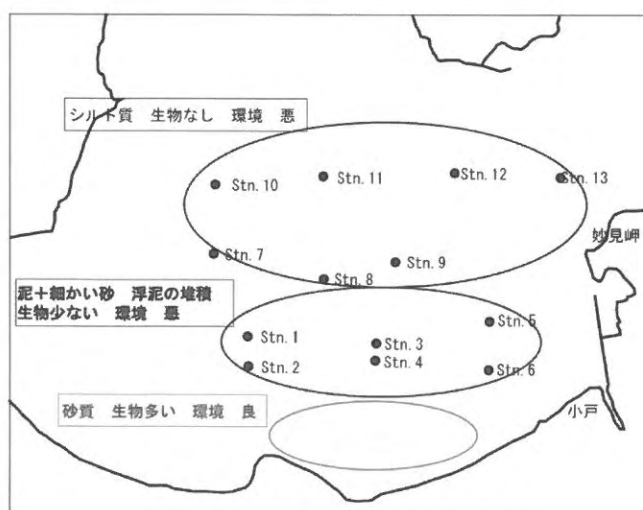 シルト質 生物なし 環境 悪
Stn. 10
Stn. 11
Stn. 12
Stn. 13
妙見岬
Stn. 7
Stn. 9
Stn. 8
泥+細かい砂 浮泥の堆積
生物少ない 環境 悪
Stn. 5
Stn. 1
Stn. 3
Stn. 2
Stn. 4
Stn. 6
砂質 生物多い 環境 良
小戸